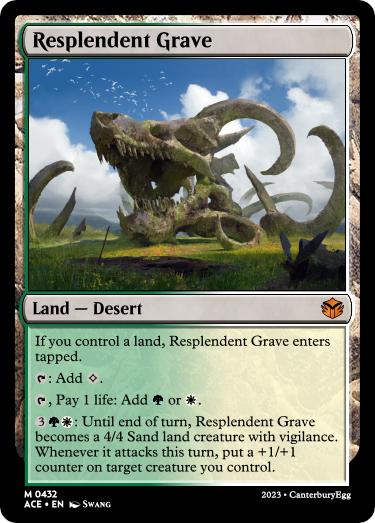 Resplendent Grave
Land — Desert
If you control a land, Resplendent Grave enters
tapped.
: Add .
, Pay 1 life: Add or .
3 : Until end of turn, Resplendent Grave
becomes a 4/4 Sand land creature with vigilance.
Whenever it attacks this turn, put a +1/+1
counter on target creature you control.
M 0432
ACE • EN Swang
2023 • CanterburyEgg